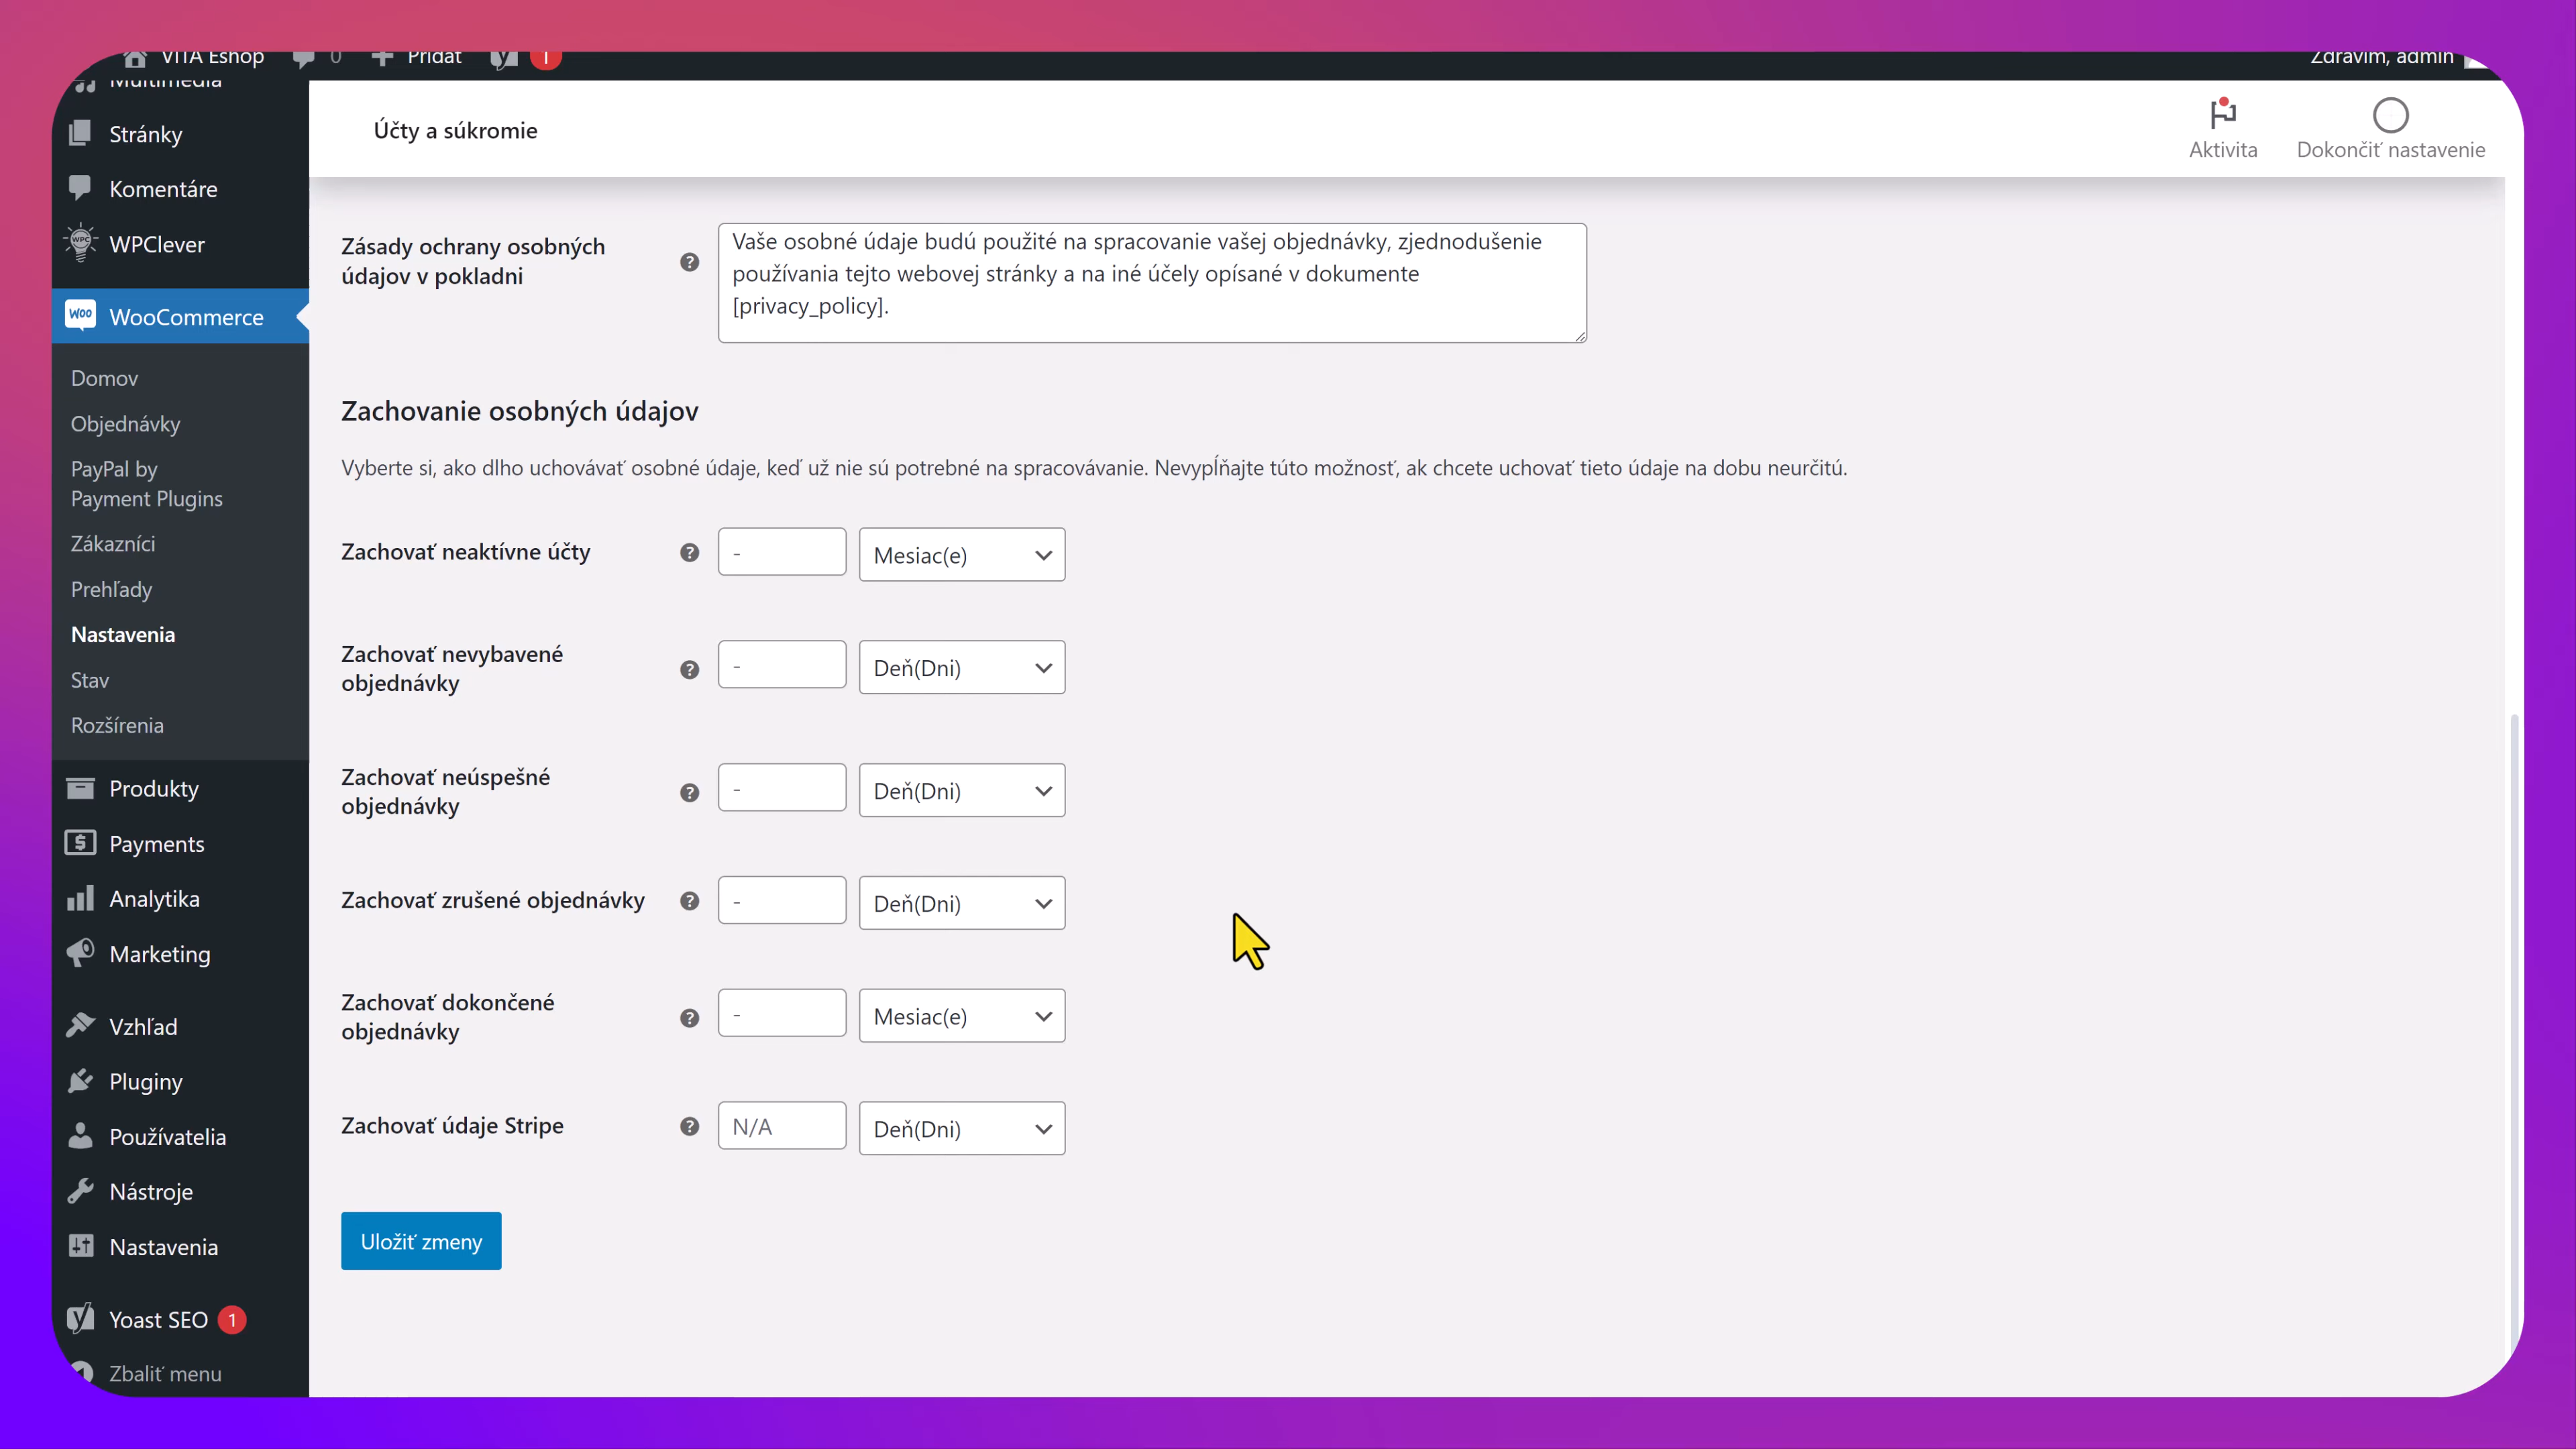 VITA Eshop
0
Pridať
1
Zdravím, admin
Multimédiá
Stránky
Komentáre
WPC
WPClever
Woo
WooCommerce
Domov
Objednávky
PayPal by
Payment Plugins
Zákazníci
Prehľady
Nastavenia
Stav
Rozšírenia
Produkty
Payments
Analytika
Marketing
Vzhľad
Pluginy
Používatelia
Nástroje
Nastavenia
Yoast SEO 1
Zbaliť menu
Účty a súkromie
Aktivita
Dokončiť nastavenie
Zásady ochrany osobných
údajov v pokladni
Vaše osobné údaje budú použité na spracovanie vašej objednávky, zjednodušenie
používania tejto webovej stránky a na iné účely opísané v dokumente
[privacy_policy].
Zachovanie osobných údajov
Vyberte si, ako dlho uchovávať osobné údaje, keď už nie sú potrebné na spracovávanie. Nevypĺňajte túto možnosť, ak chcete uchovať tieto údaje na dobu neurčitú.
Zachovať neaktívne účty
? - Mesiac(e)
Zachovať nevybavené
objednávky
? - Deň(Dni)
Zachovať neúspešné
objednávky
? - Deň(Dni)
Zachovať zrušené objednávky
? - Deň(Dni)
Zachovať dokončené
objednávky
? - Mesiac(e)
Zachovať údaje Stripe
? N/A Deň(Dni)
Uložiť zmeny